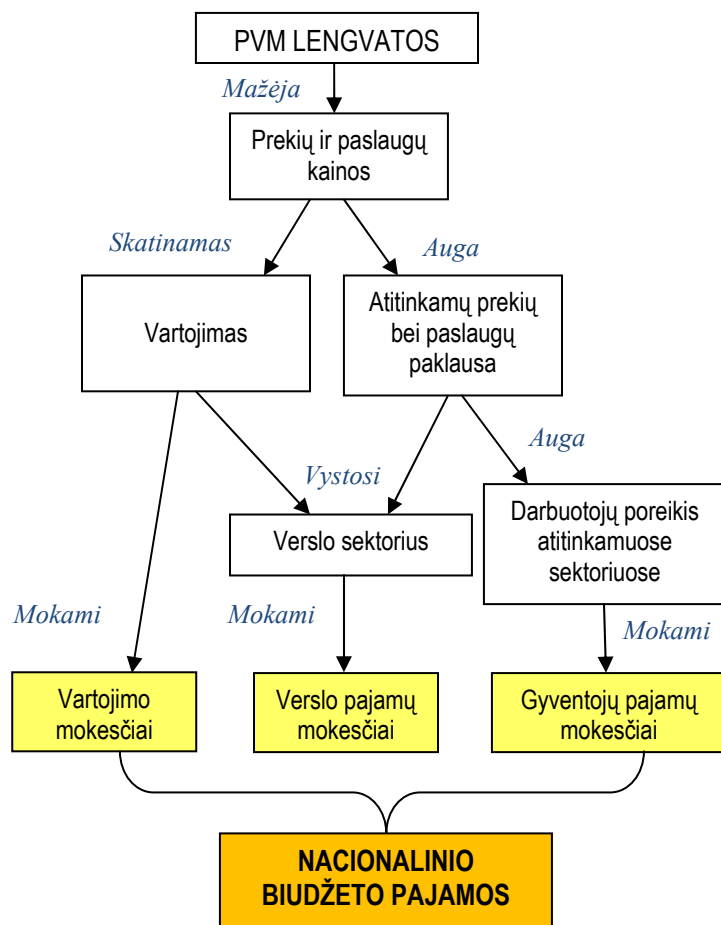 PVM LENGVATOS
Mažėja
Prekių ir paslaugų
kainos
Skatinamas
Auga
Vartojimas
Atitinkamų prekių
bei paslaugų
paklausa
Auga
Vystosi
Verslo sektorius
Darbuotojų poreikis
atitinkamuose
sektoriuose
Mokami
Mokami
Mokami
Vartojimo
mokesčiai
Verslo pajamų
mokesčiai
Gyventojų pajamų
mokesčiai
NACIONALINIO
BIUDŽETO PAJAMOS